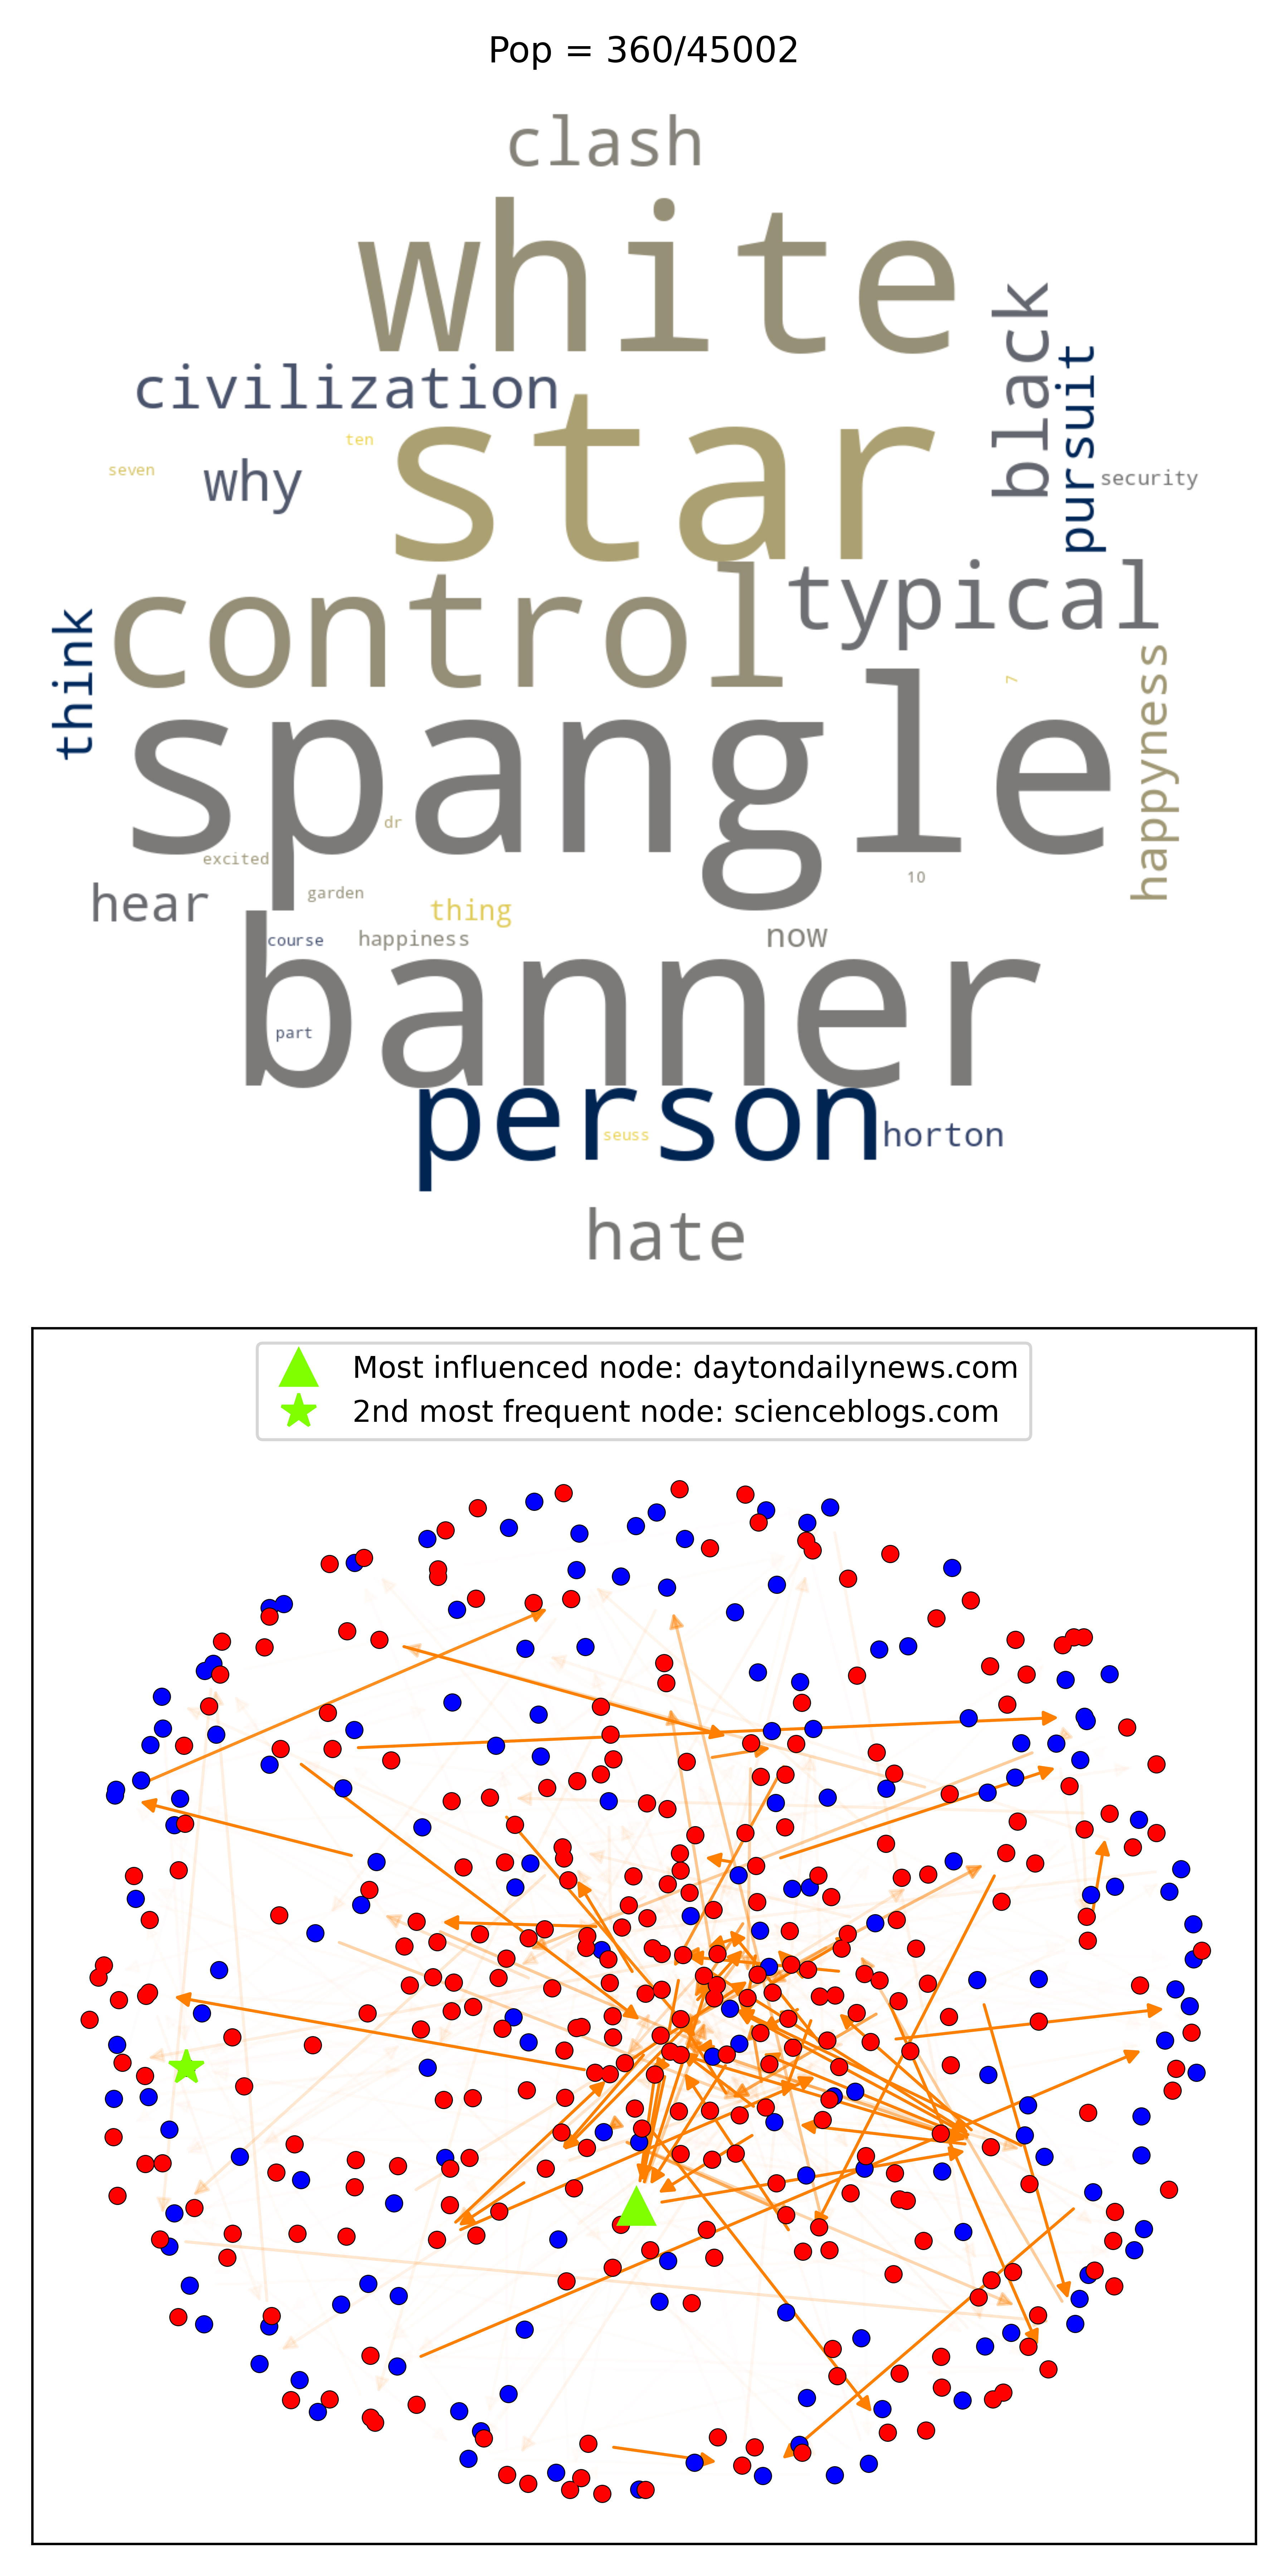 Pop = 360/45002
clash
white
black
pursuit
civilization
star
ten
seven
why
security
control
typical
think
spangle
7
happyness
dr
excited
10
hear
garden
thing
course
happiness
now
banner
part
person
seuss
horton
hate
Most influenced node: daytondailynews.com
2nd most frequent node: scienceblogs.com